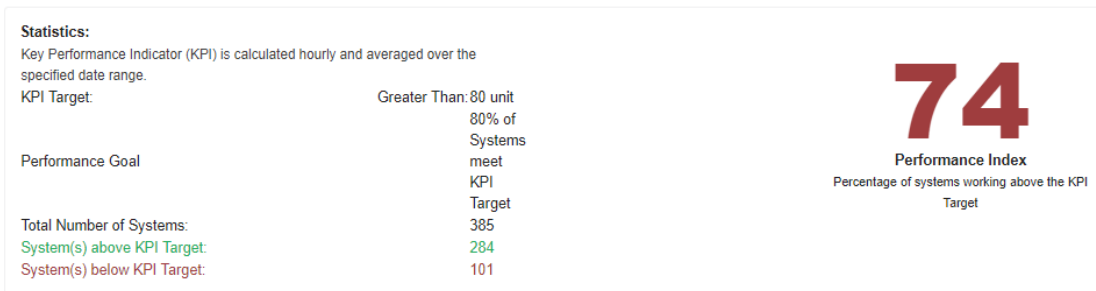 Statistics:
Key Performance Indicator (KPI) is calculated hourly and averaged over the
specified date range.
KPI Target: Greater Than: 80 unit
Performance Goal 80% of
Systems
meet
KPI
Target
Total Number of Systems: 385
System(s) above KPI Target: 284
System(s) below KPI Target: 101
74
Performance Index
Percentage of systems working above the KPI
Target